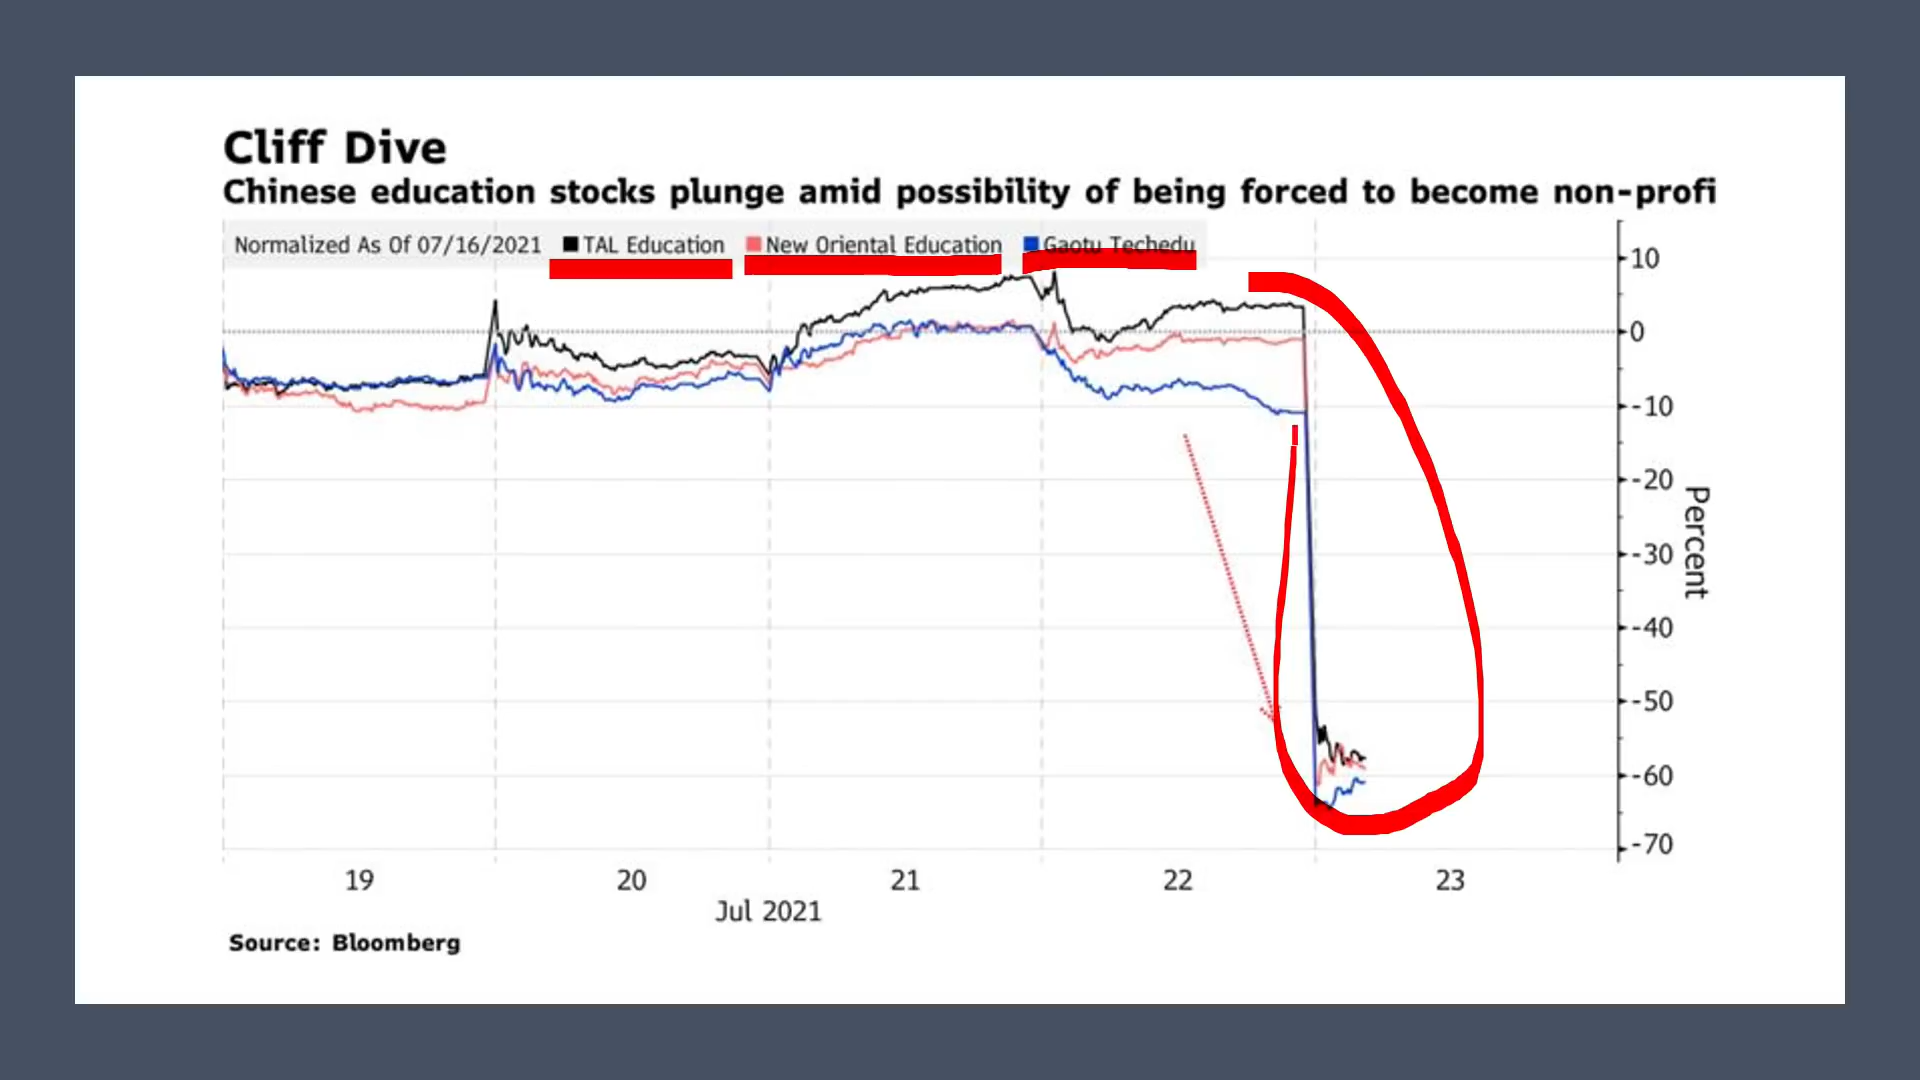 Cliff Dive
Chinese education stocks plunge amid possibility of being forced to become non-profi
Normalized As Of 07/16/2021 TAL Education New Oriental Education Gaotu Techedu
10
0
-10
-20
-30
-40
-50
-60
-70
Percent
19 20 21 22 23
Jul 2021
Source: Bloomberg